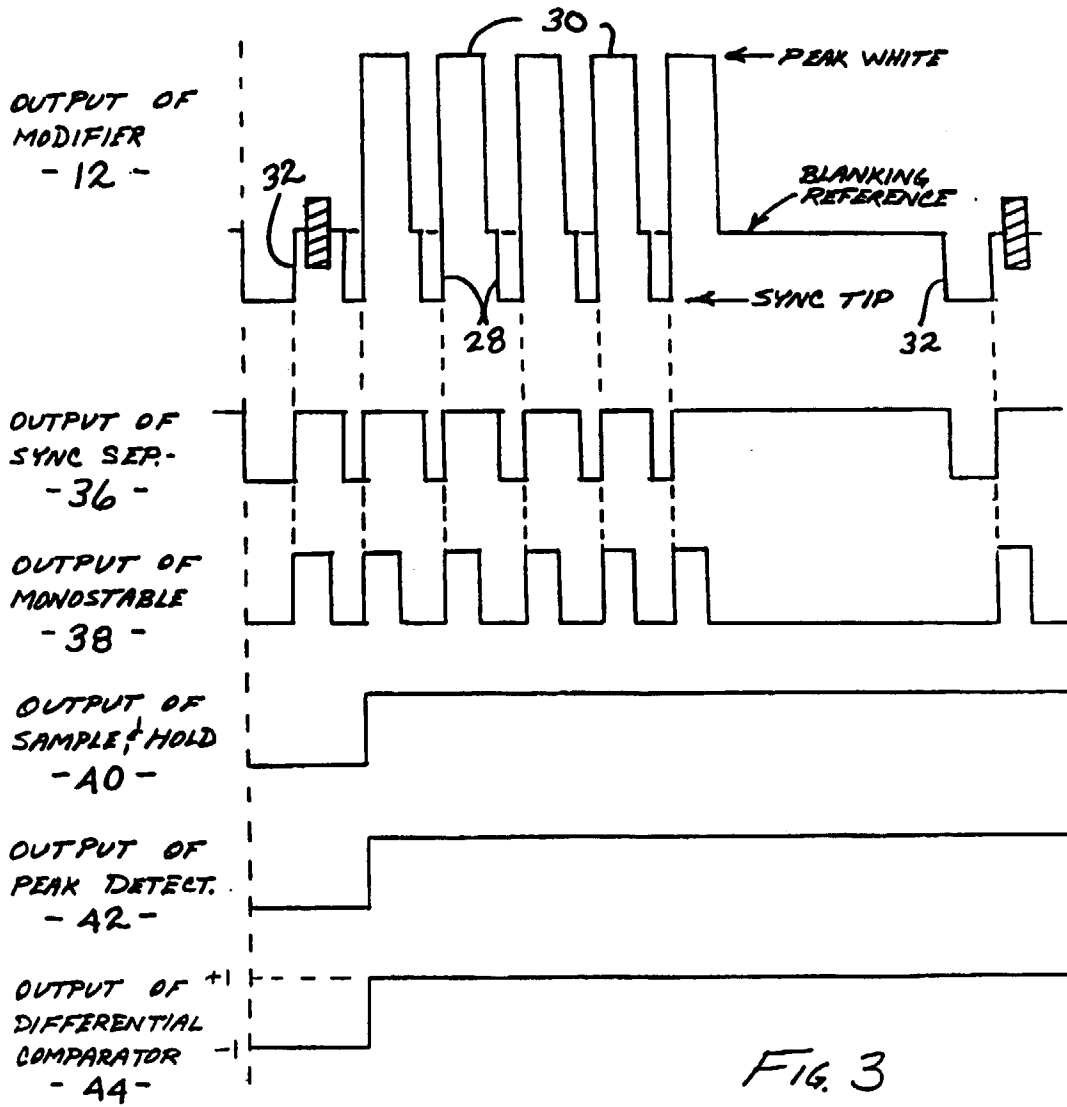 30
PEAK WHITE
OUTPUT OF
MODIFIER
- 12 -
32
BLANKING
REFERENCE
SYNC TIP
28
32
OUTPUT OF
SYNC SEP.-
- 36 -
OUTPUT OF
MONOSTABLE
- 38 -
OUTPUT OF
SAMPLE & HOLD
- 40 -
OUTPUT OF
PEAK DETECT.
- 42 -
OUTPUT OF
DIFFERENTIAL
COMPARATOR
- 44 -
+1
-1
FIG. 3